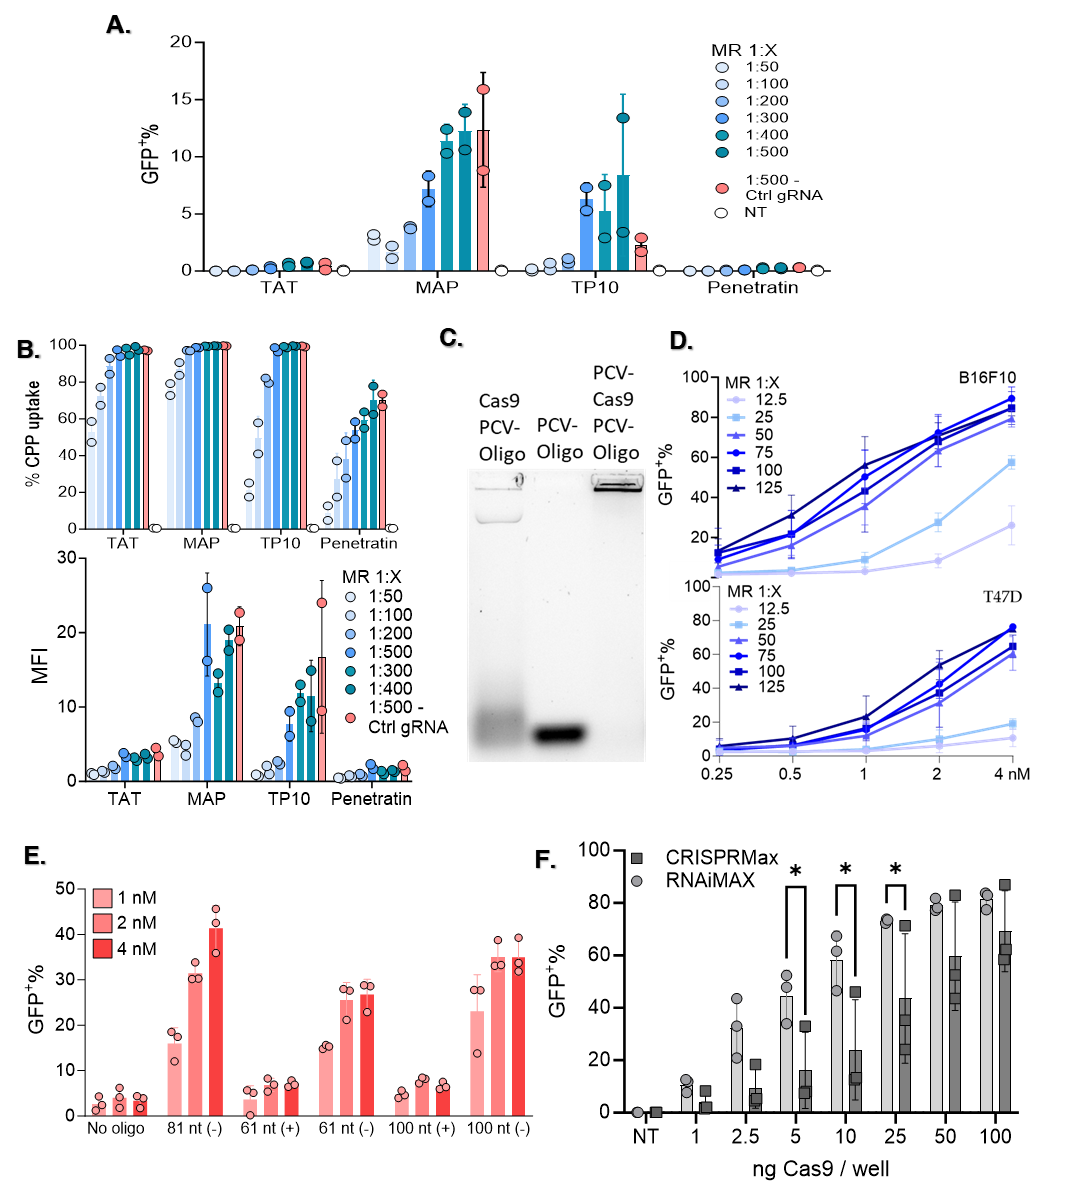 A.
GFP+%
20
15
10
5
0
TAT
MAP
TP10
Penetratin
MR 1:X
1:50
1:100
1:200
1:300
1:400
1:500
1:500 -
Ctrl gRNA
NT
B.
% CPP uptake
100
80
60
40
20
0
TAT
MAP
TP10
Penetratin
MFI
30
20
10
0
TAT
MAP
TP10
Penetratin
MR 1:X
1:50
1:100
1:200
1:500
1:300
1:400
1:500 -
Ctrl gRNA
C.
Cas9
PCV-
Oligo
PCV-
Oligo
PCV-
Cas9
PCV-
Oligo
D.
B16F10
GFP+%
100
80
60
40
20
MR 1:X
12.5
25
50
75
100
125
T47D
GFP+%
100
80
60
40
20
0
MR 1:X
12.5
25
50
75
100
125
0.25
0.5
1
2
4 nM
E.
GFP+%
50
40
30
20
10
0
1 nM
2 nM
4 nM
No oligo
81 nt (-)
61 nt (+)
61 nt (-)
100 nt (+)
100 nt (-)
F.
GFP+%
100
80
60
40
20
0
CRISPRMax
RNAiMAX
*
*
*
NT
1
2.5
5
10
25
50
100
ng Cas9 / well